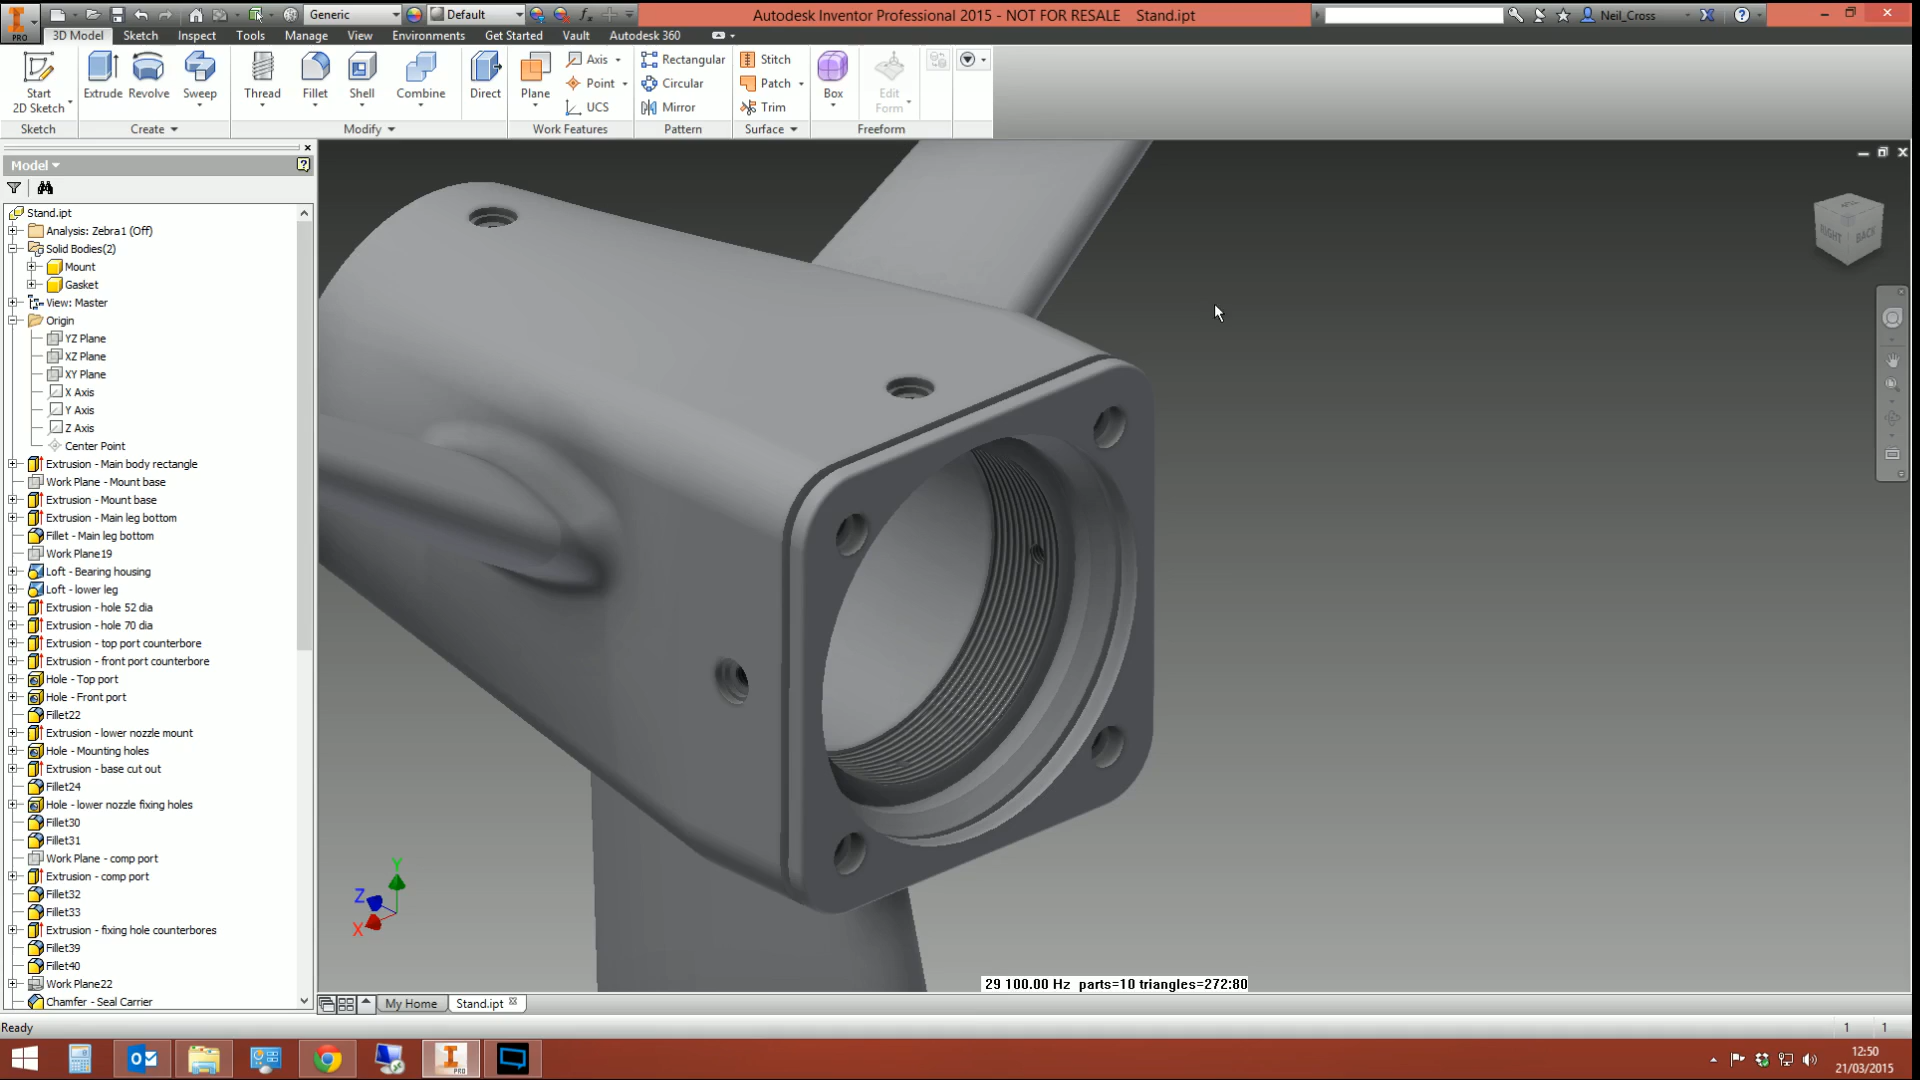 Generic
Default
Autodesk Inventor Professional 2015 - NOT FOR RESALE Stand.ipt
Neil_Cross
PRO
3D Model Sketch Inspect Tools Manage View Environments Get Started Vault Autodesk 360
Start
2D Sketch
Extrude Revolve Sweep
Thread Fillet Shell Combine
Direct
Plane
Axis
Point
UCS
Rectangular
Circular
Mirror
Stitch
Patch
Trim
Box
Edit
Form
Sketch Create Modify Work Features Pattern Surface Freeform
Model
Stand.ipt
Analysis: Zebra1 (Off)
Solid Bodies(2)
Mount
Gasket
View: Master
Origin
YZ Plane
XZ Plane
XY Plane
X Axis
Y Axis
Z Axis
Center Point
Extrusion - Main body rectangle
Work Plane - Mount base
Extrusion - Mount base
Extrusion - Main leg bottom
Fillet - Main leg bottom
Work Plane19
Loft - Bearing housing
Loft - lower leg
Extrusion - hole 52 dia
Extrusion - hole 70 dia
Extrusion - top port counterbore
Extrusion - front port counterbore
Hole - Top port
Hole - Front port
Fillet22
Extrusion - lower nozzle mount
Hole - Mounting holes
Extrusion - base cut out
Fillet24
Hole - lower nozzle fixing holes
Fillet30
Fillet31
Work Plane - comp port
Extrusion - comp port
Fillet32
Fillet33
Extrusion - fixing hole counterbores
Fillet39
Fillet40
Work Plane22
Chamfer - Seal Carrier
RIGHT
BACK
Y
Z
X
29 100.00 Hz parts=10 triangles=272:80
My Home
Stand.ipt
Ready
1 1
PRO
12:50
21/03/2015